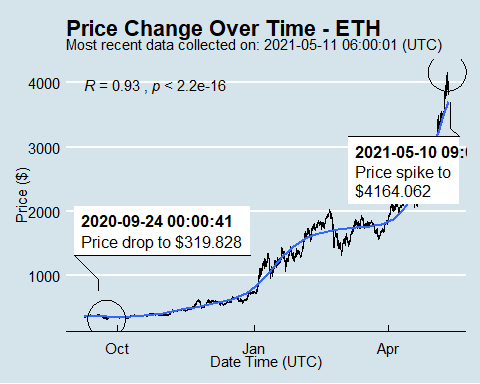 Price Change Over Time - ETH
Most recent data collected on: 2021-05-11 06:00:01 (UTC)
R = 0.93 , p < 2.2e-16
4000
3000
2000
1000
Price ($)
2021-05-10 09:0
Price spike to
$4164.062
2020-09-24 00:00:41
Price drop to $319.828
Oct
Jan
Apr
Date Time (UTC)